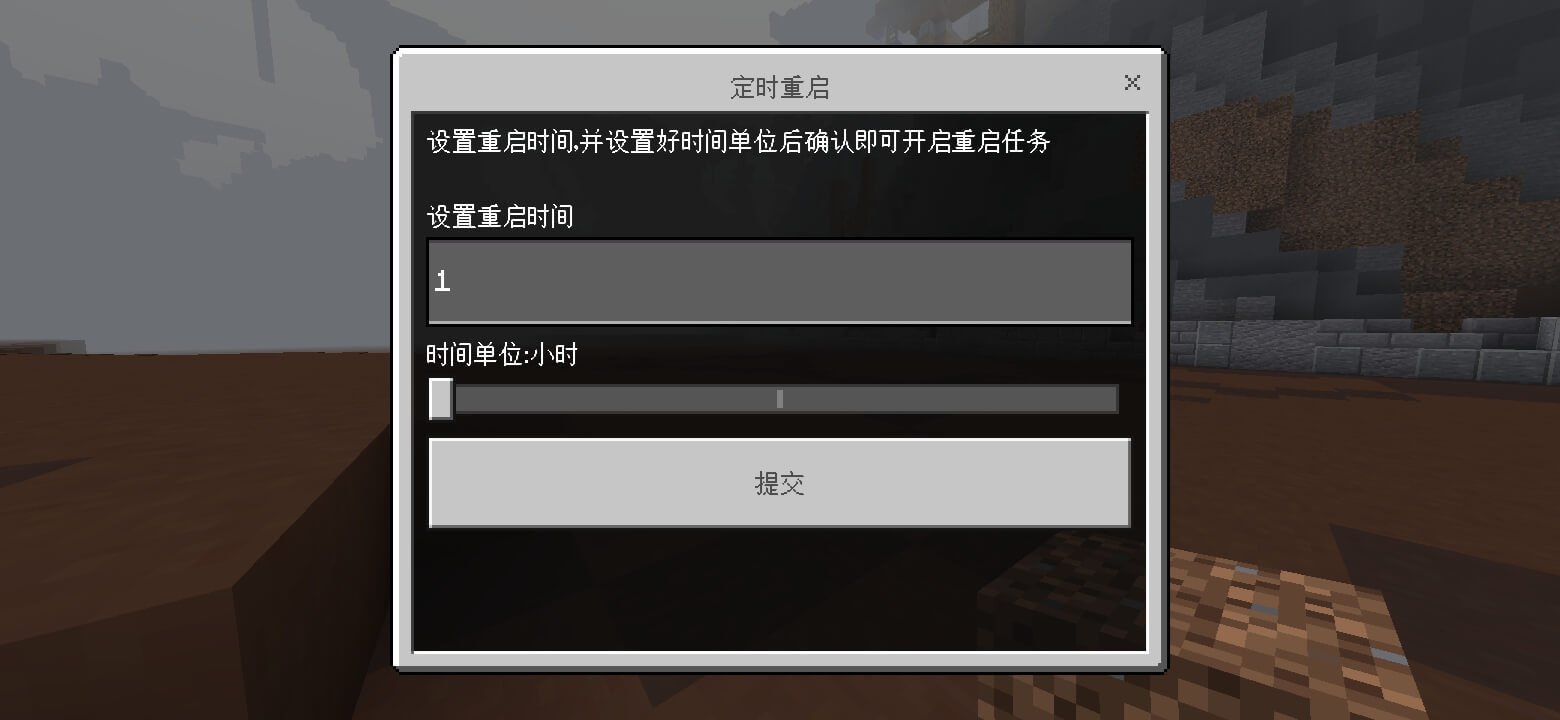 定时重启
设置重启时间,并设置好时间单位后确认即可开启重启任务
设置重启时间
1
时间单位:小时
提交